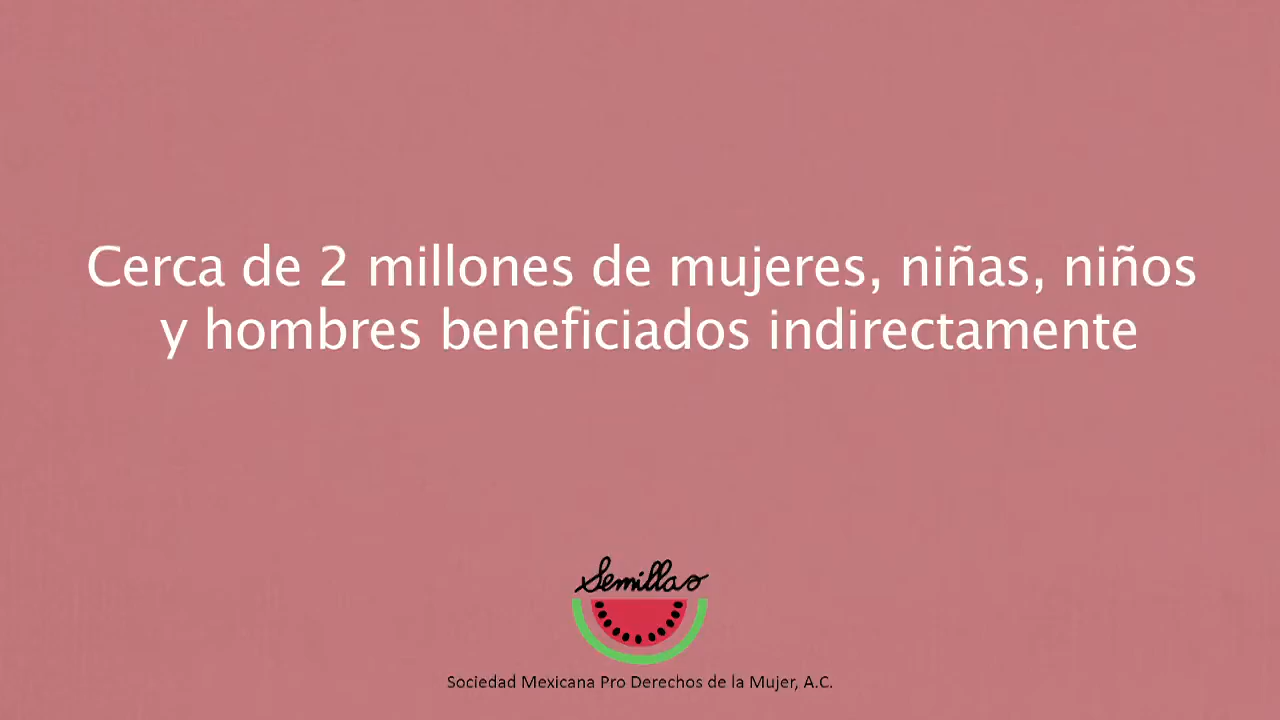 Cerca de 2 millones de mujeres, niñas, niños
y hombres beneficiados indirectamente
Semillas
Sociedad Mexicana Pro Derechos de la Mujer, A.C.